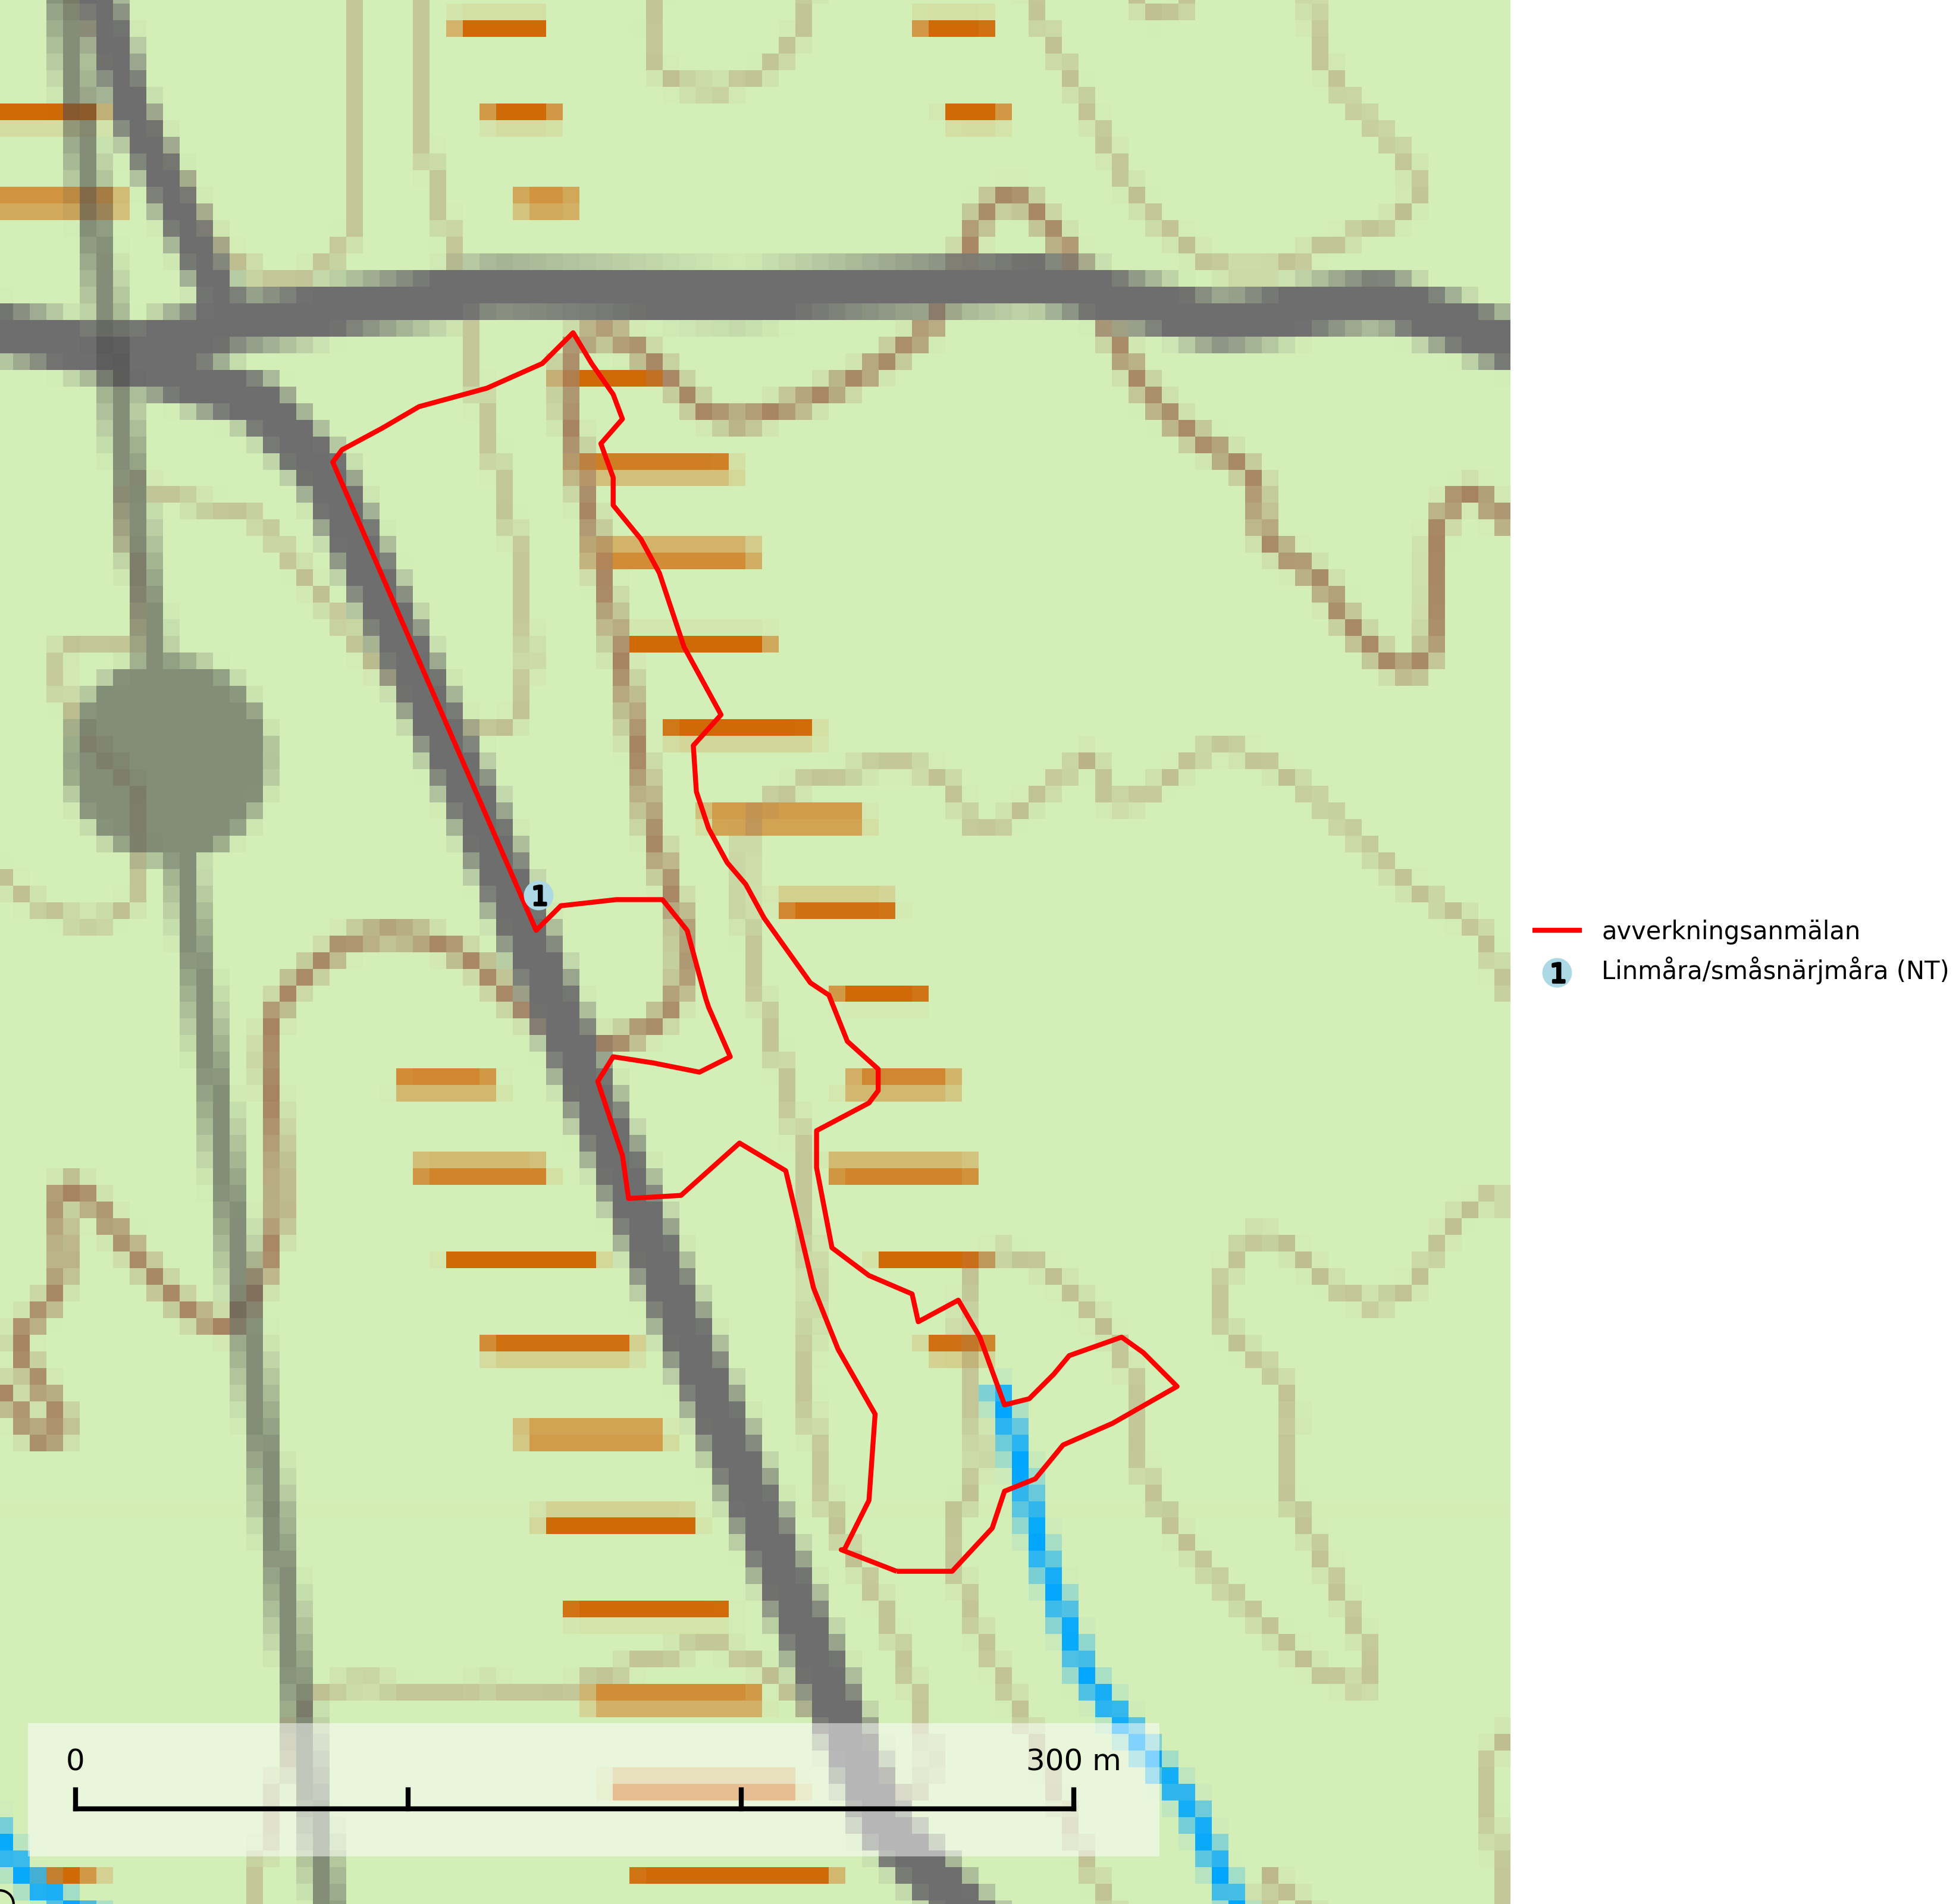 1
avverkningsanmälan
1 Linmåra/småsnärjmåra (NT)
0 300 m